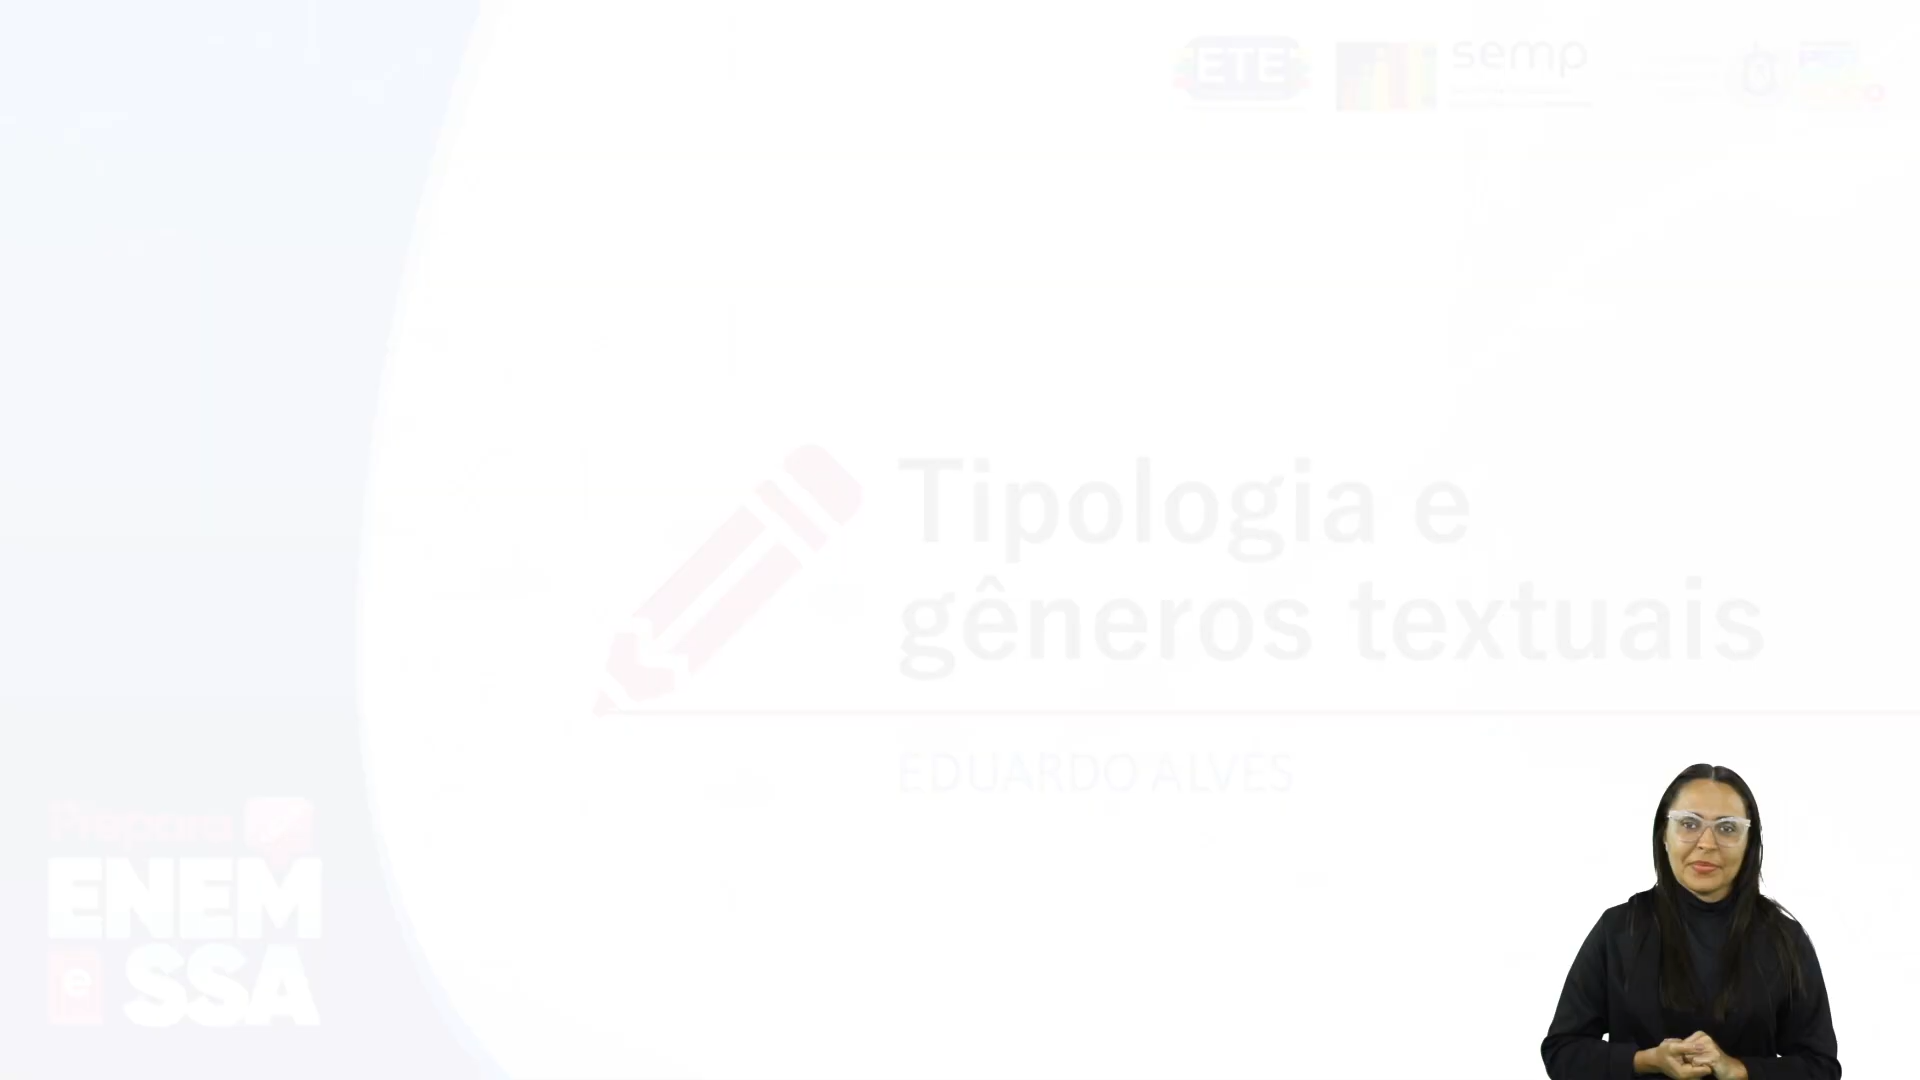 ETE
semp
Tipologia e
gêneros textuais
EDUARDO ALVES
Prepara
ENEM
e SSA